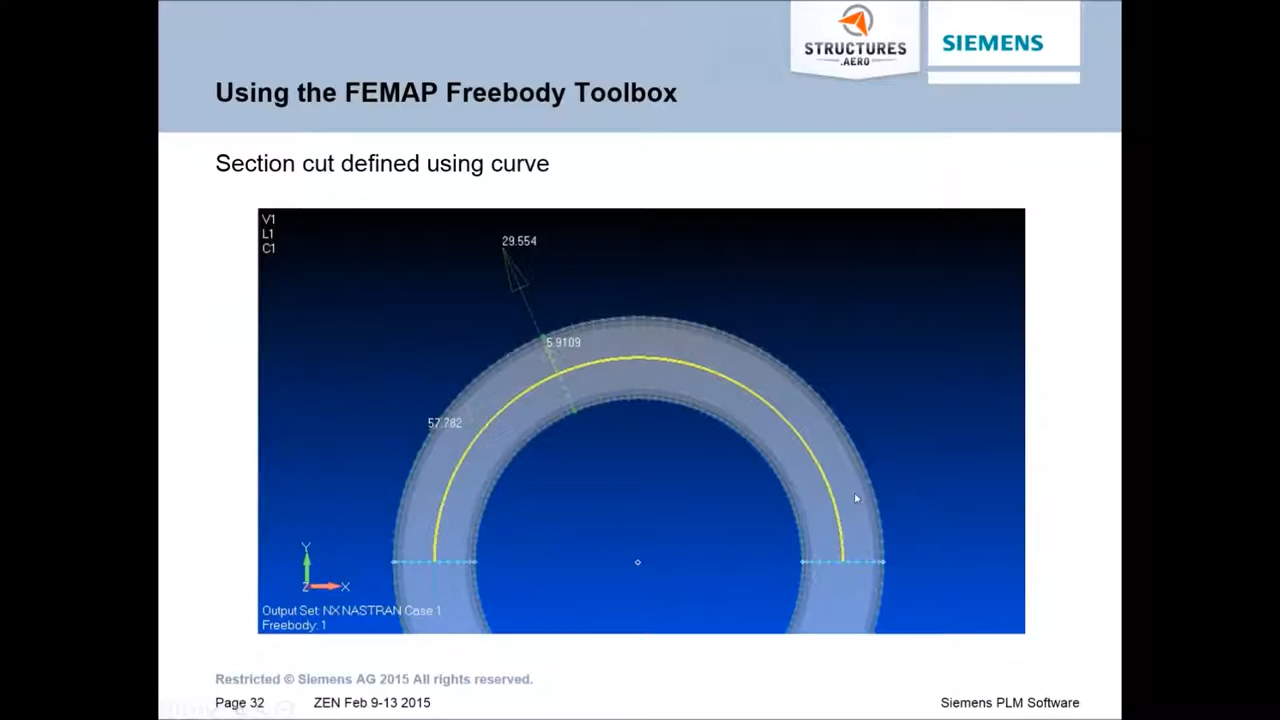 STRUCTURES
.AERO
SIEMENS
Using the FEMAP Freebody Toolbox
Section cut defined using curve
V1
L1
C1
29.554
5.9109
57.782
Y
Z X
Output Set: NX NASTRAN Case 1
Freebody: 1
Restricted © Siemens AG 2015 All rights reserved.
Page 32 ZEN Feb 9-13 2015 Siemens PLM Software